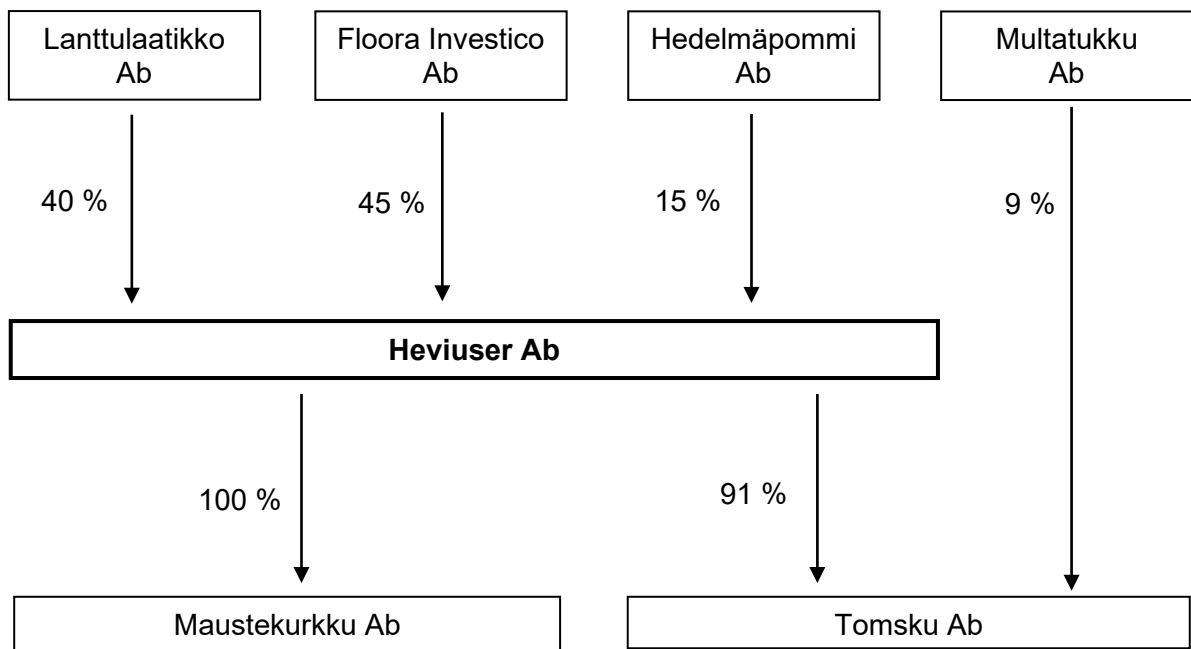 Lanttulaatikko
Ab
Floora Investico
Ab
Hedelmäpommi
Ab
Multatukku
Ab
40 %
45 %
15 %
9 %
Heviuser Ab
100 %
91 %
Maustekurkku Ab
Tomsku Ab